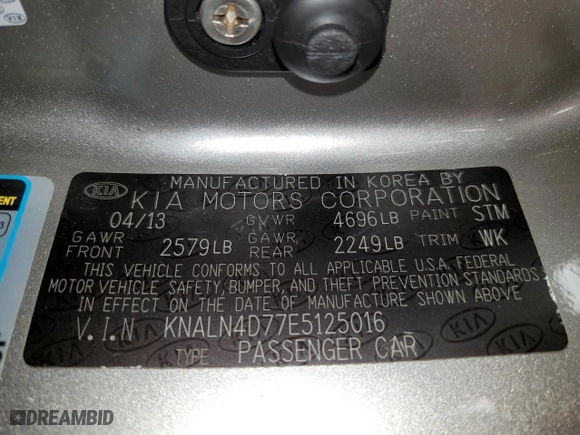 MANUFACTURED IN KOREA BY
KIA KIA MOTORS CORPORATION
04/13 GVWR 4696LB PAINT STM
GAWR FRONT 2579LB GAWR REAR 2249LB TRIM WK
THIS VEHICLE CONFORMS TO ALL APPLICABLE U.S.A. FEDERAL
MOTOR VEHICLE SAFETY, BUMPER, AND THEFT PREVENTION STANDARDS
IN EFFECT ON THE DATE OF MANUFACTURE SHOWN ABOVE
V.I.N KNALN4D77E5125016
TYPE PASSENGER CAR
DREAMBID